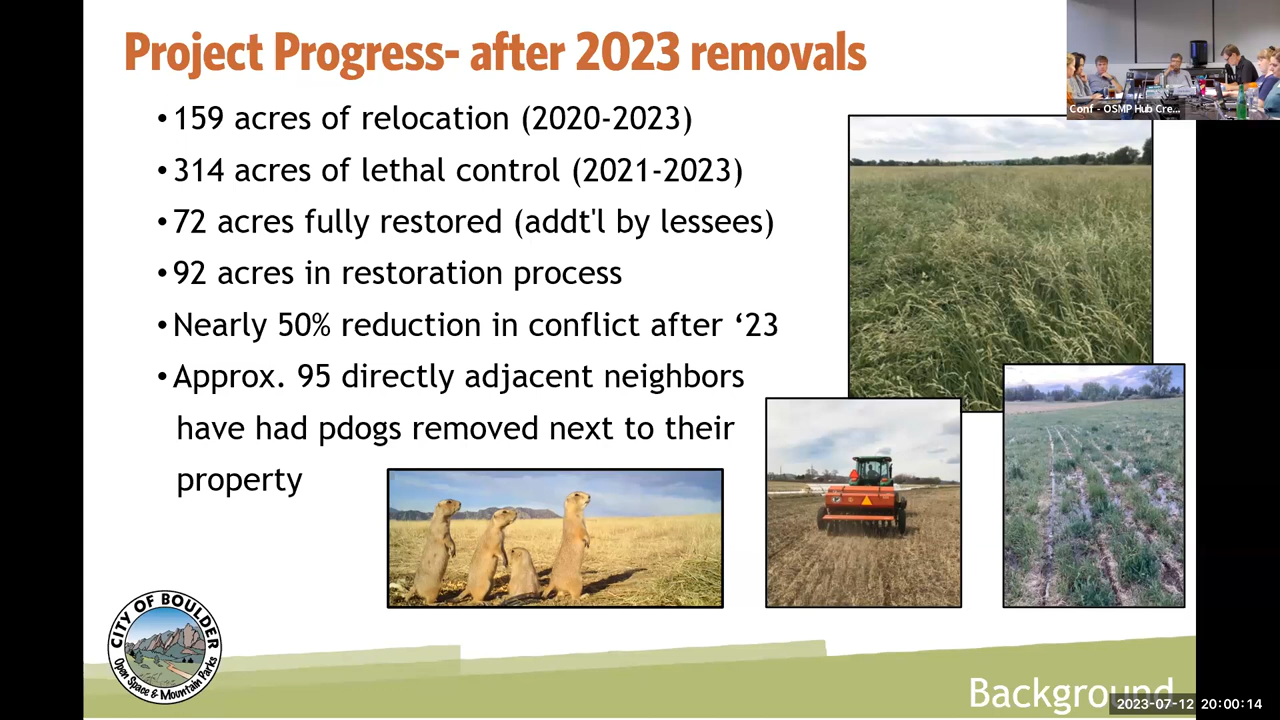 Project Progress- after 2023 removals
•159 acres of relocation (2020-2023)
•314 acres of lethal control (2021-2023)
•72 acres fully restored (addt'l by lessees)
•92 acres in restoration process
•Nearly 50% reduction in conflict after ‘23
•Approx. 95 directly adjacent neighbors
have had pdogs removed next to their
property
Conf - OSMP Hub Cre...
CITY OF BOULDER
Open Space & Mountain Parks
Background
2023-07-12 20:00:14